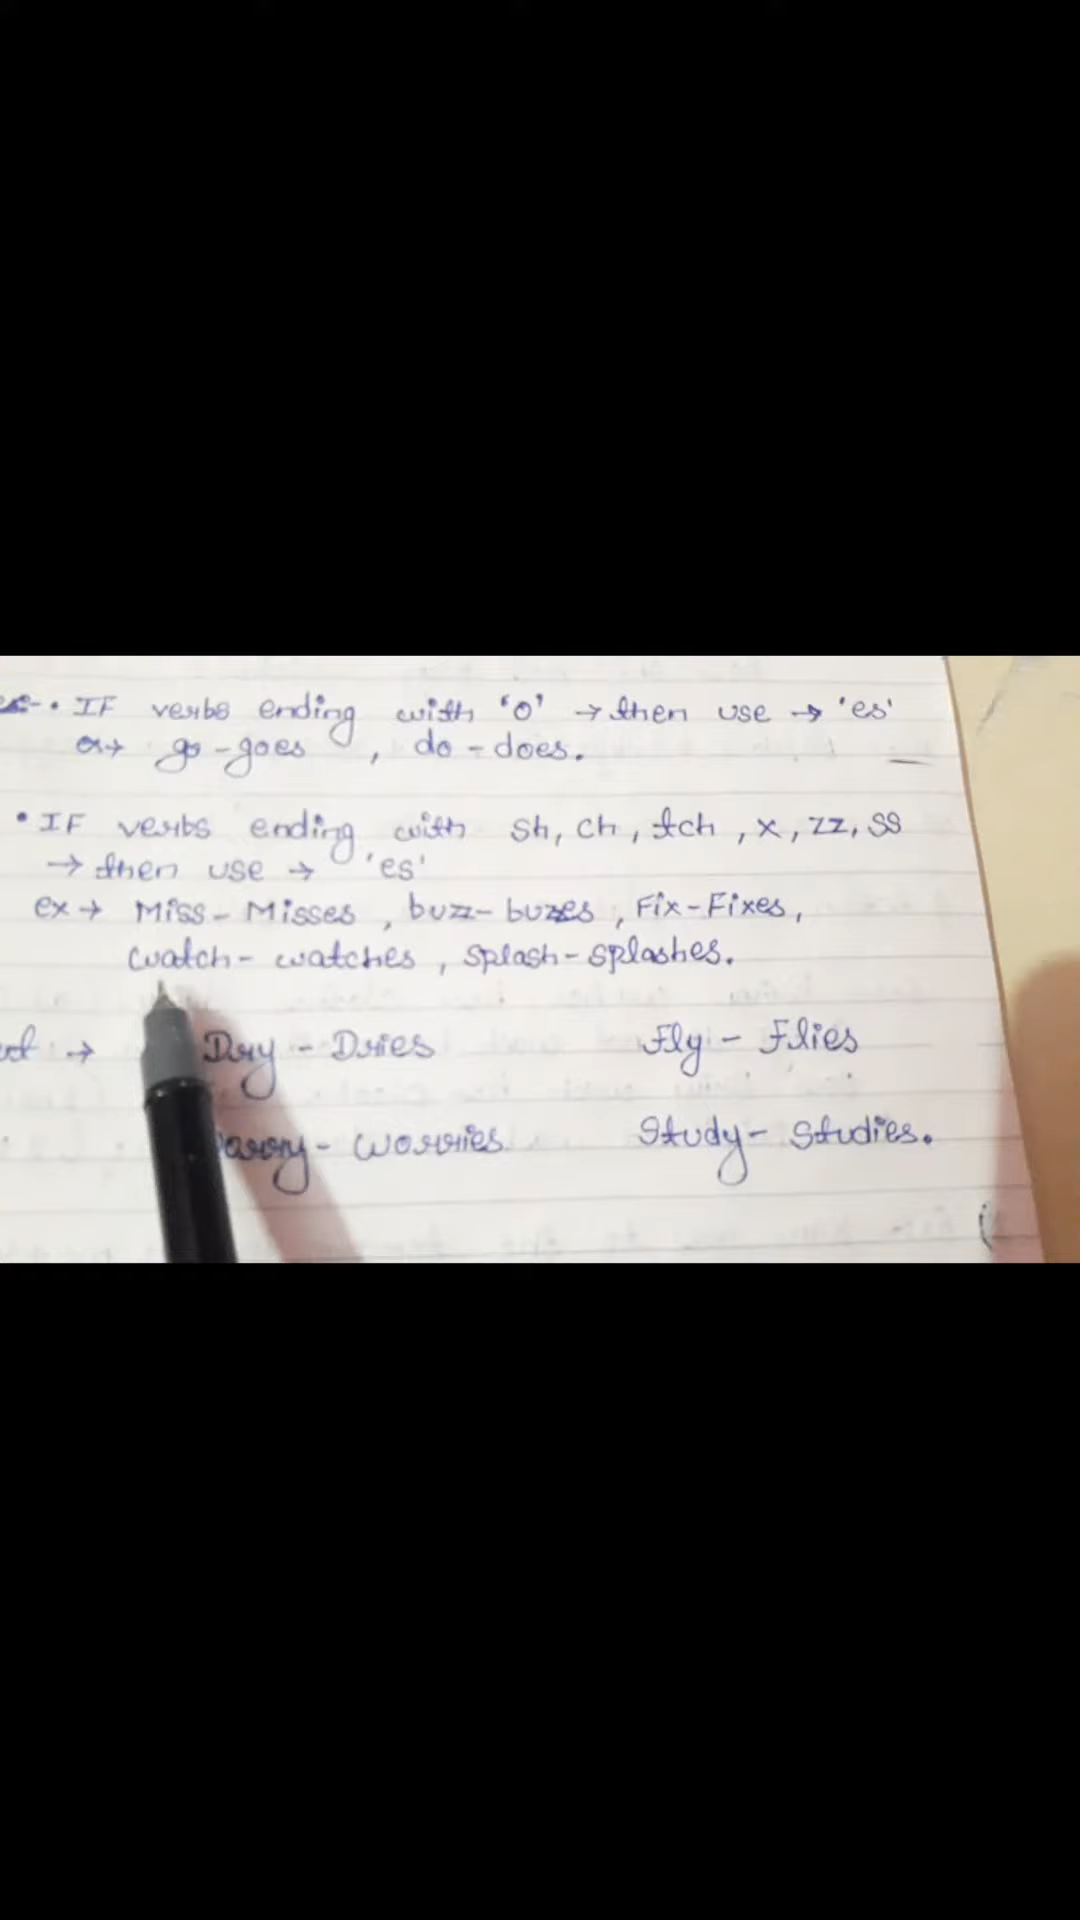 • IF verbs ending with 'o' → then use → 'es'
ex→ go - goes , do - does.
• IF verbs ending with sh, ch, tch, x, zz, ss
→ then use → 'es'
ex → Miss - Misses , buzz - buzzes , Fix - Fixes ,
watch - watches , splash - splashes.
→ Dry - Dries Fly - Flies
- Worries Study - Studies.